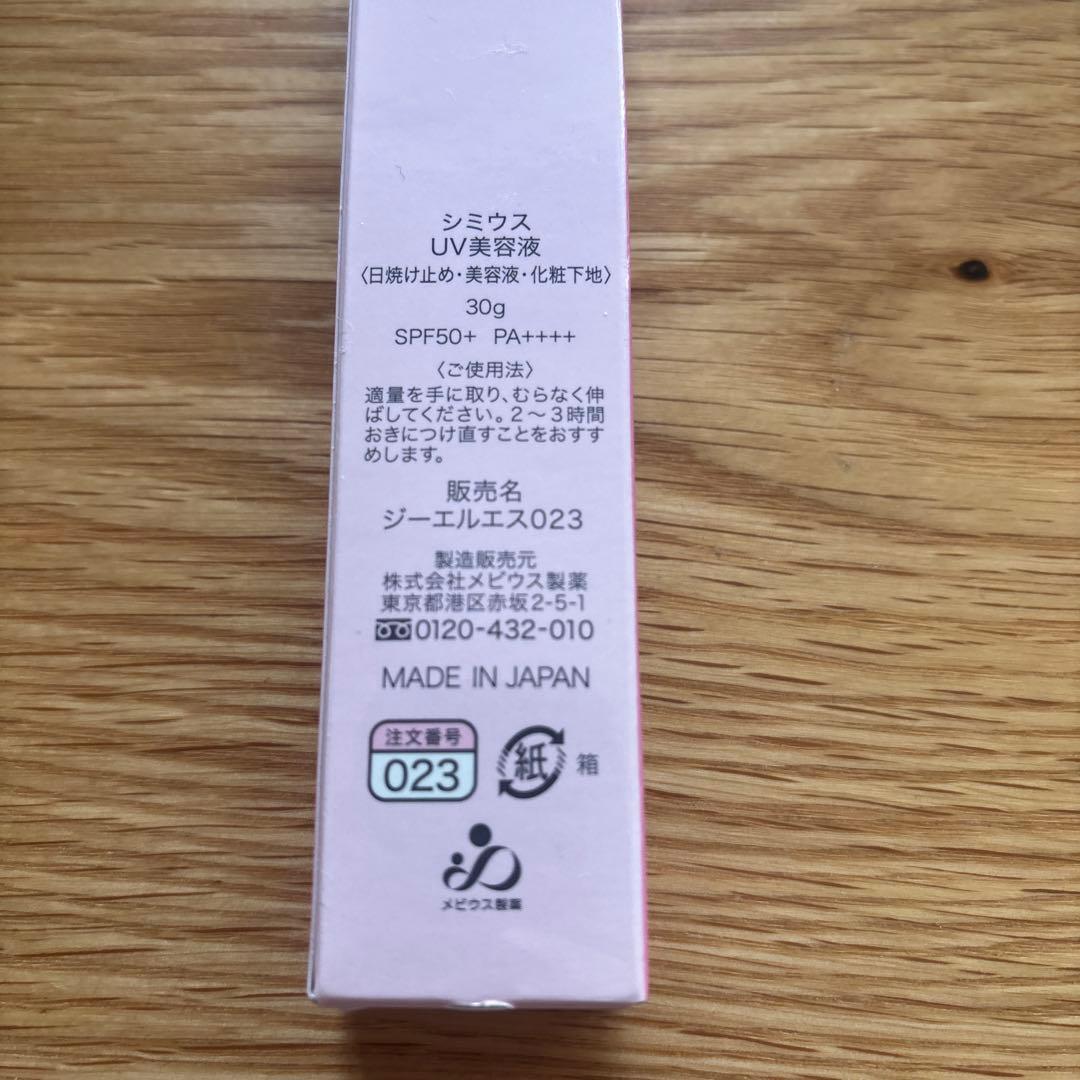 シミウス
UV美容液
〈日焼け止め・美容液・化粧下地〉
30g
SPF50+ PA++++
〈ご使用法〉
適量を手に取り、むらなく伸
ばしてください。2〜3時間
おきにつけ直すことをおすす
めします。
販売名
ジーエルエス023
製造販売元
株式会社メビウス製薬
東京都港区赤坂2-5-1
0120-432-010
MADE IN JAPAN
注文番号
023
紙 箱
メビウス製薬